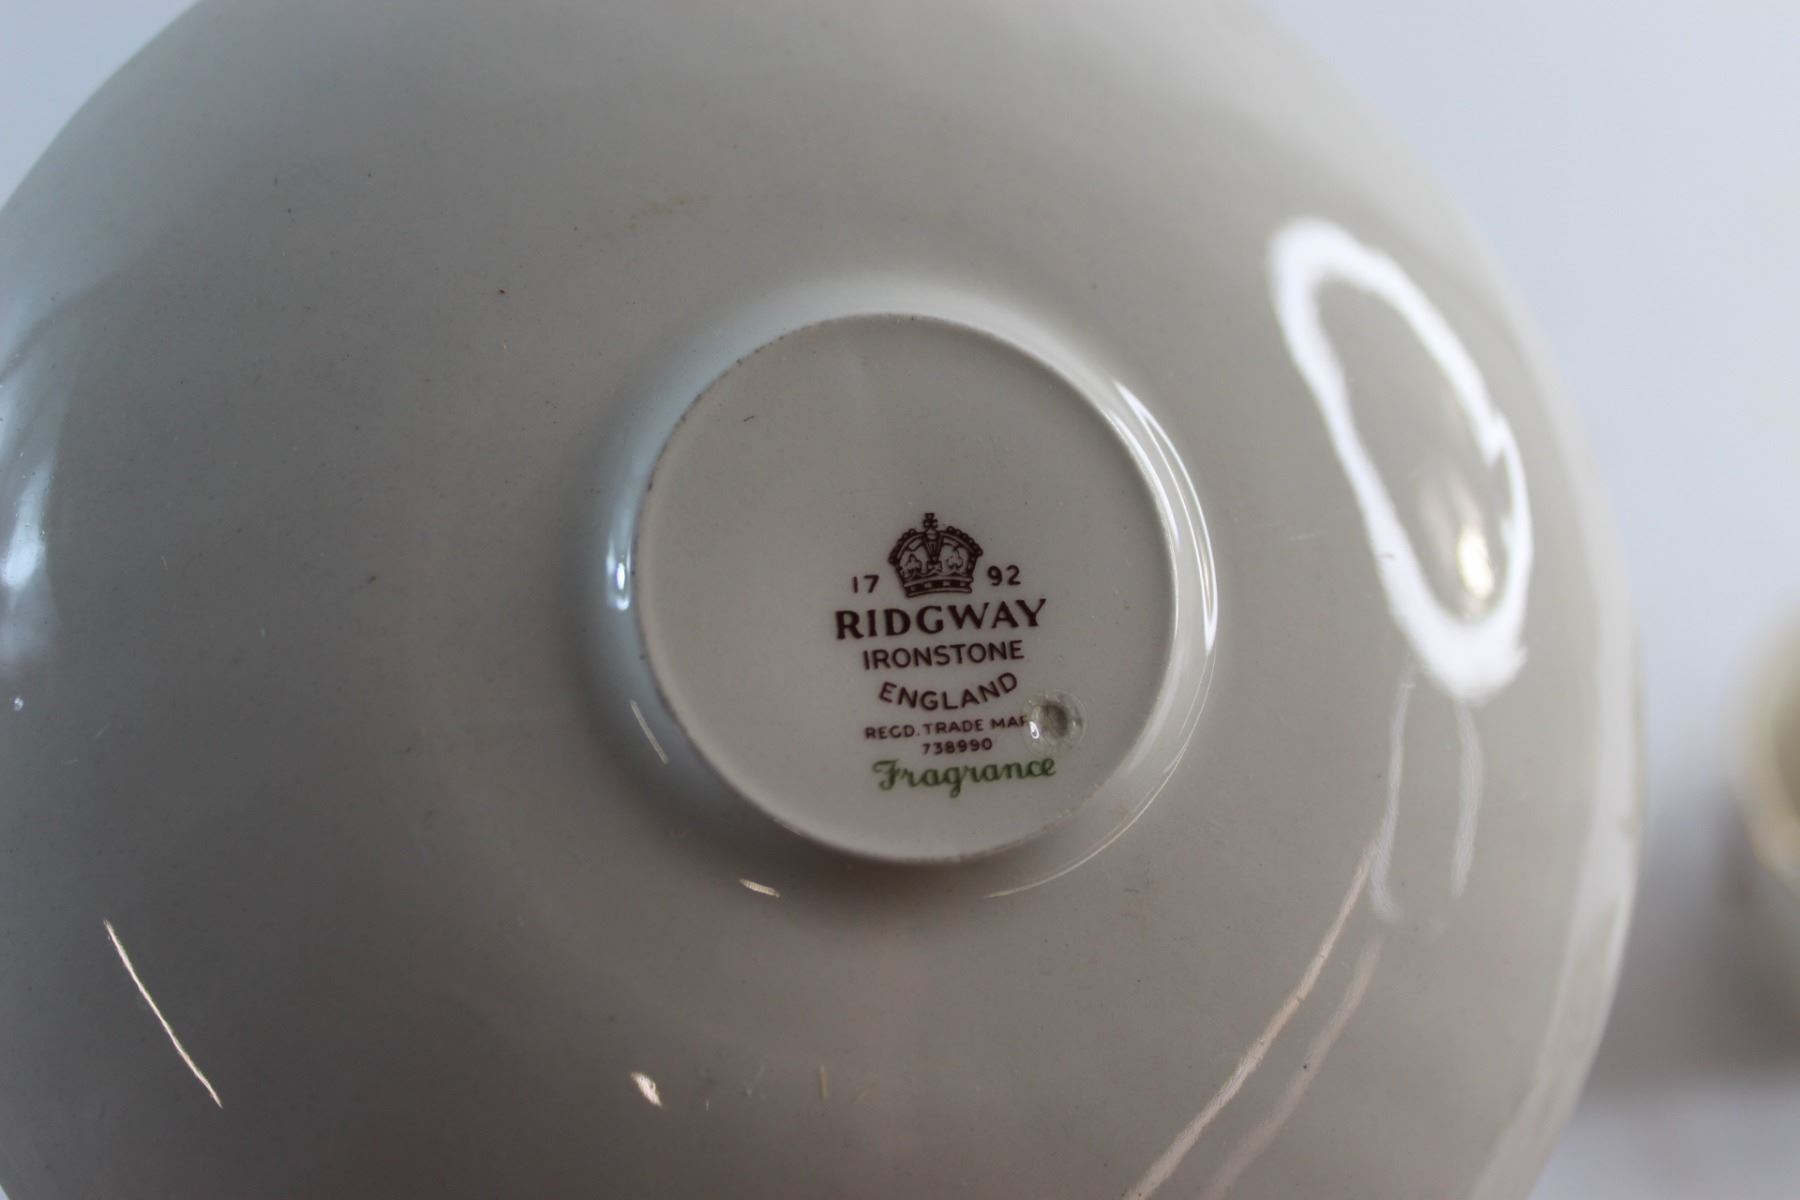 17 92
RIDGWAY
IRONSTONE
ENGLAND
REGD. TRADE MAR
738990
Fragrance